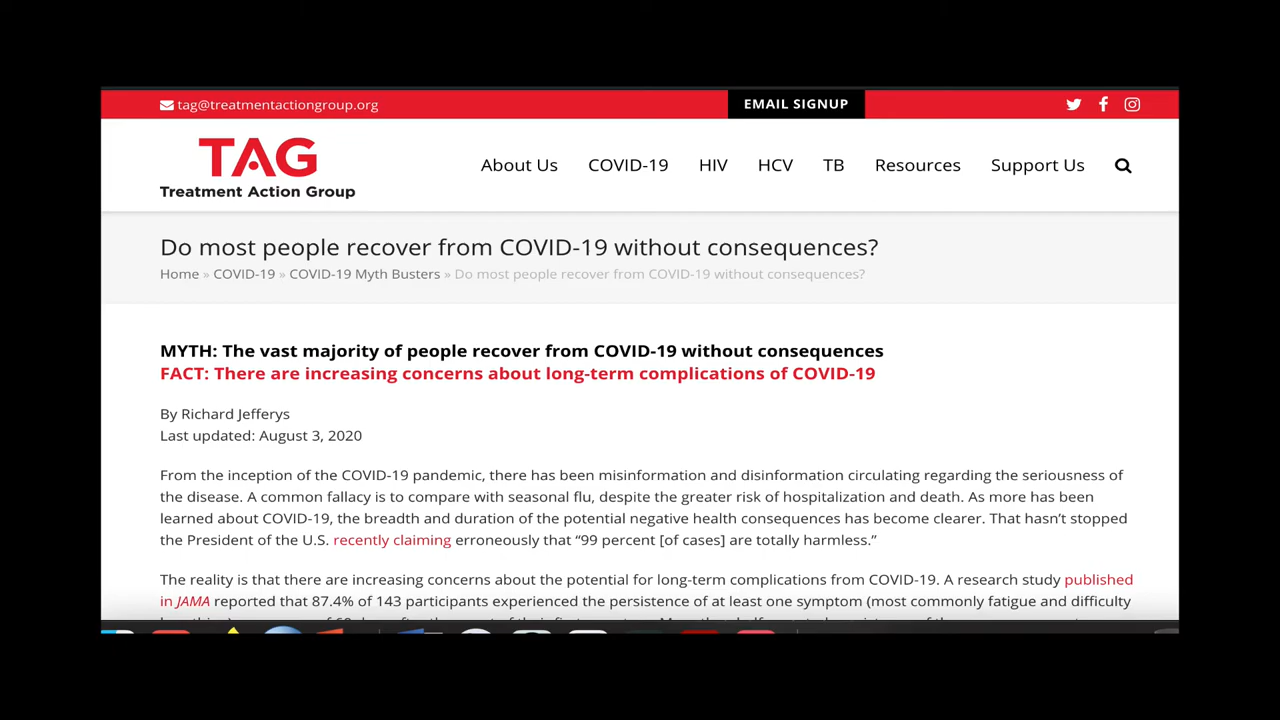 tag@treatmentactiongroup.org
EMAIL SIGNUP
TAG
Treatment Action Group
About Us
COVID-19
HIV
HCV
TB
Resources
Support Us
Do most people recover from COVID-19 without consequences?
Home » COVID-19 » COVID-19 Myth Busters » Do most people recover from COVID-19 without consequences?
MYTH: The vast majority of people recover from COVID-19 without consequences
FACT: There are increasing concerns about long-term complications of COVID-19
By Richard Jefferys
Last updated: August 3, 2020
From the inception of the COVID-19 pandemic, there has been misinformation and disinformation circulating regarding the seriousness of
the disease. A common fallacy is to compare with seasonal flu, despite the greater risk of hospitalization and death. As more has been
learned about COVID-19, the breadth and duration of the potential negative health consequences has become clearer. That hasn’t stopped
the President of the U.S. recently claiming erroneously that “99 percent [of cases] are totally harmless.”
The reality is that there are increasing concerns about the potential for long-term complications from COVID-19. A research study published
in JAMA reported that 87.4% of 143 participants experienced the persistence of at least one symptom (most commonly fatigue and difficulty